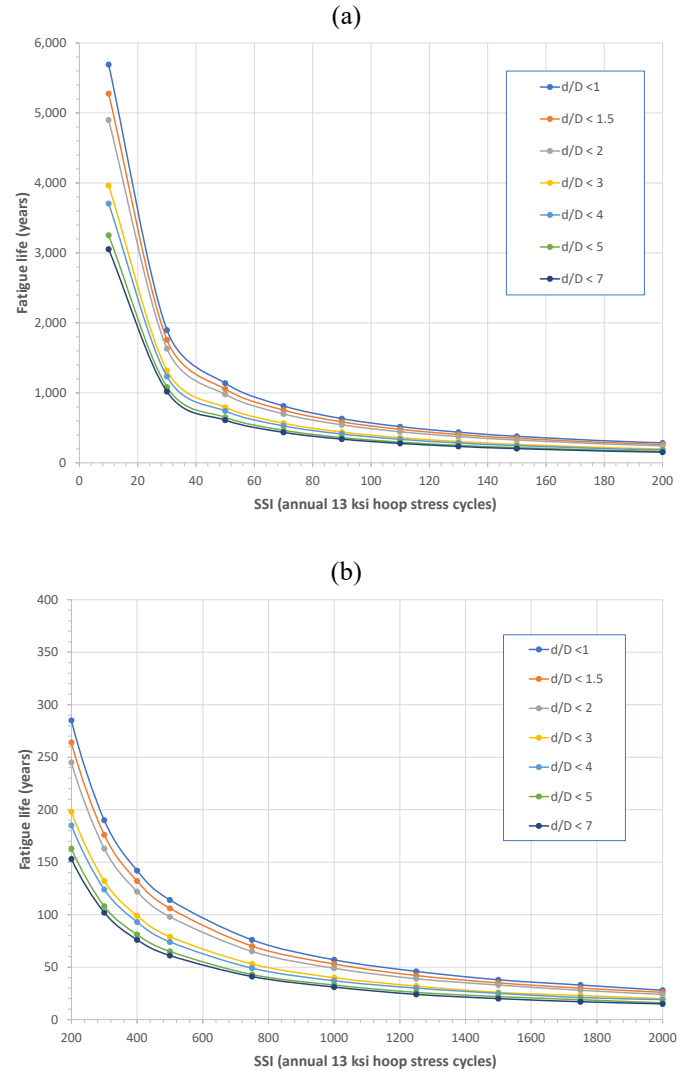 (a)
6,000
5,000
4,000
3,000
2,000
1,000
0
Fatigue life (years)
d/D <1
d/D < 1.5
d/D < 2
d/D < 3
d/D < 4
d/D < 5
d/D < 7
0 20 40 60 80 100 120 140 160 180 200
SSI (annual 13 ksi hoop stress cycles)
(b)
400
350
300
250
200
150
100
50
0
Fatigue life (years)
d/D <1
d/D < 1.5
d/D < 2
d/D < 3
d/D < 4
d/D < 5
d/D < 7
200 400 600 800 1000 1200 1400 1600 1800 2000
SSI (annual 13 ksi hoop stress cycles)